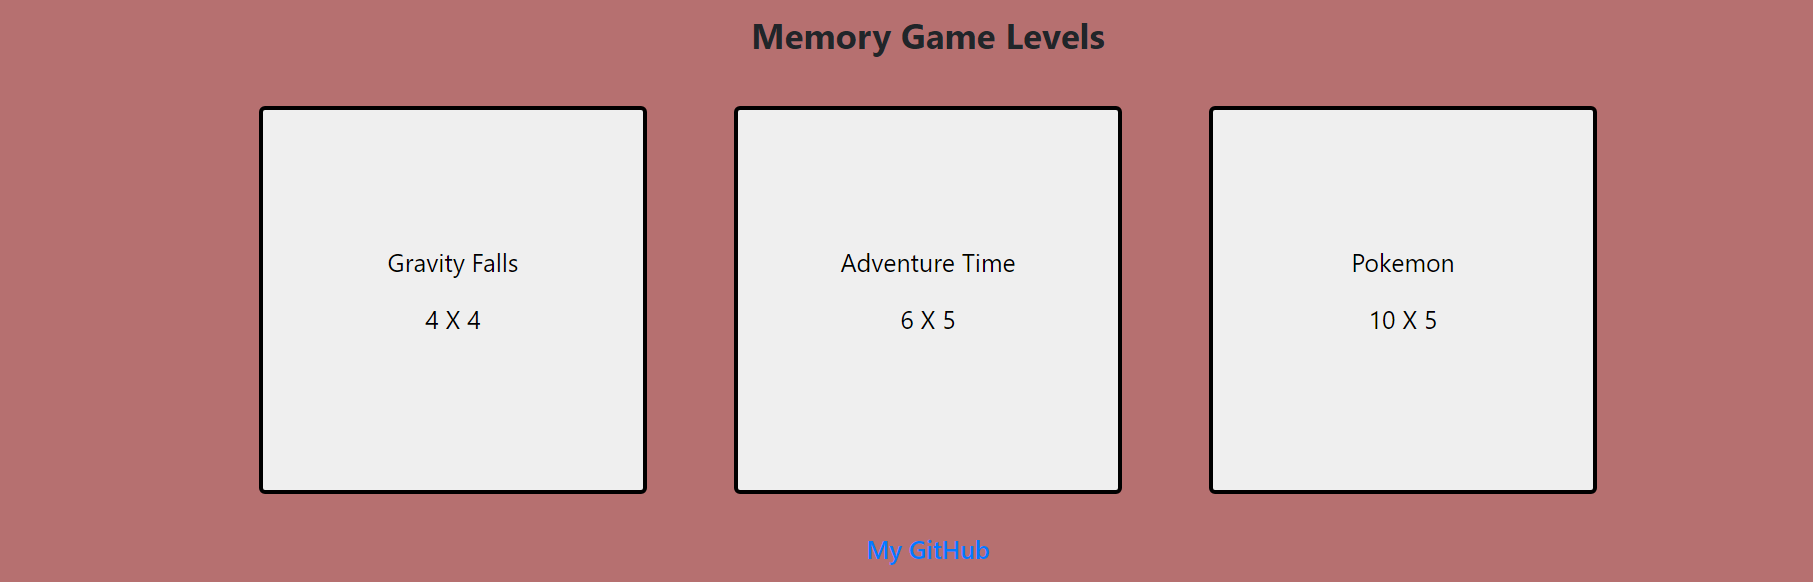 Memory Game Levels
Gravity Falls
4 X 4
Adventure Time
6 X 5
Pokemon
10 X 5
My GitHub